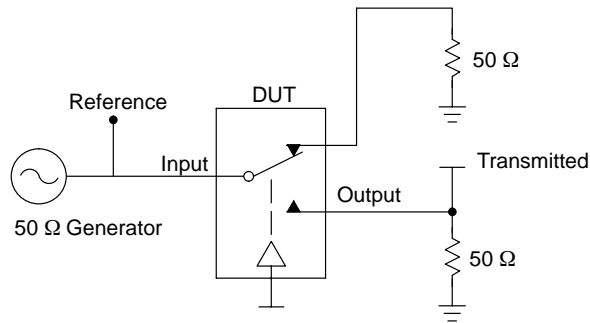 50 Ω
DUT
Reference
Input
Transmitted
Output
50 Ω Generator
50 Ω